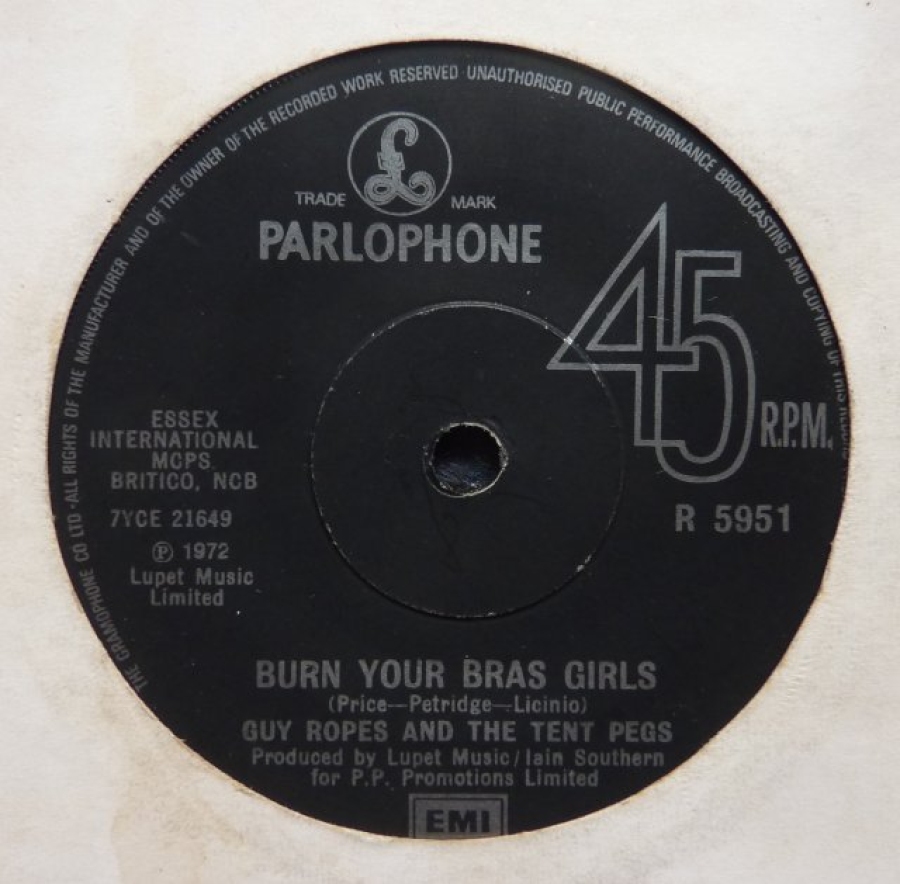 THE GRAMOPHONE CO LTD·ALL RIGHTS OF THE MANUFACTURER AND OF THE OWNER OF THE RECORDED WORK RESERVED UNAUTHORISED PUBLIC PERFORMANCE BROADCASTING AND COPYING OF THIS RECORD
£
TRADE MARK
PARLOPHONE
45 R.P.M.
ESSEX
INTERNATIONAL
MCPS
BRITICO, NCB
7YCE 21649
℗ 1972
Lupet Music
Limited
R 5951
BURN YOUR BRAS GIRLS
(Price—Petridge—Licinio)
GUY ROPES AND THE TENT PEGS
Produced by Lupet Music/Iain Southern
for P.P. Promotions Limited
EMI